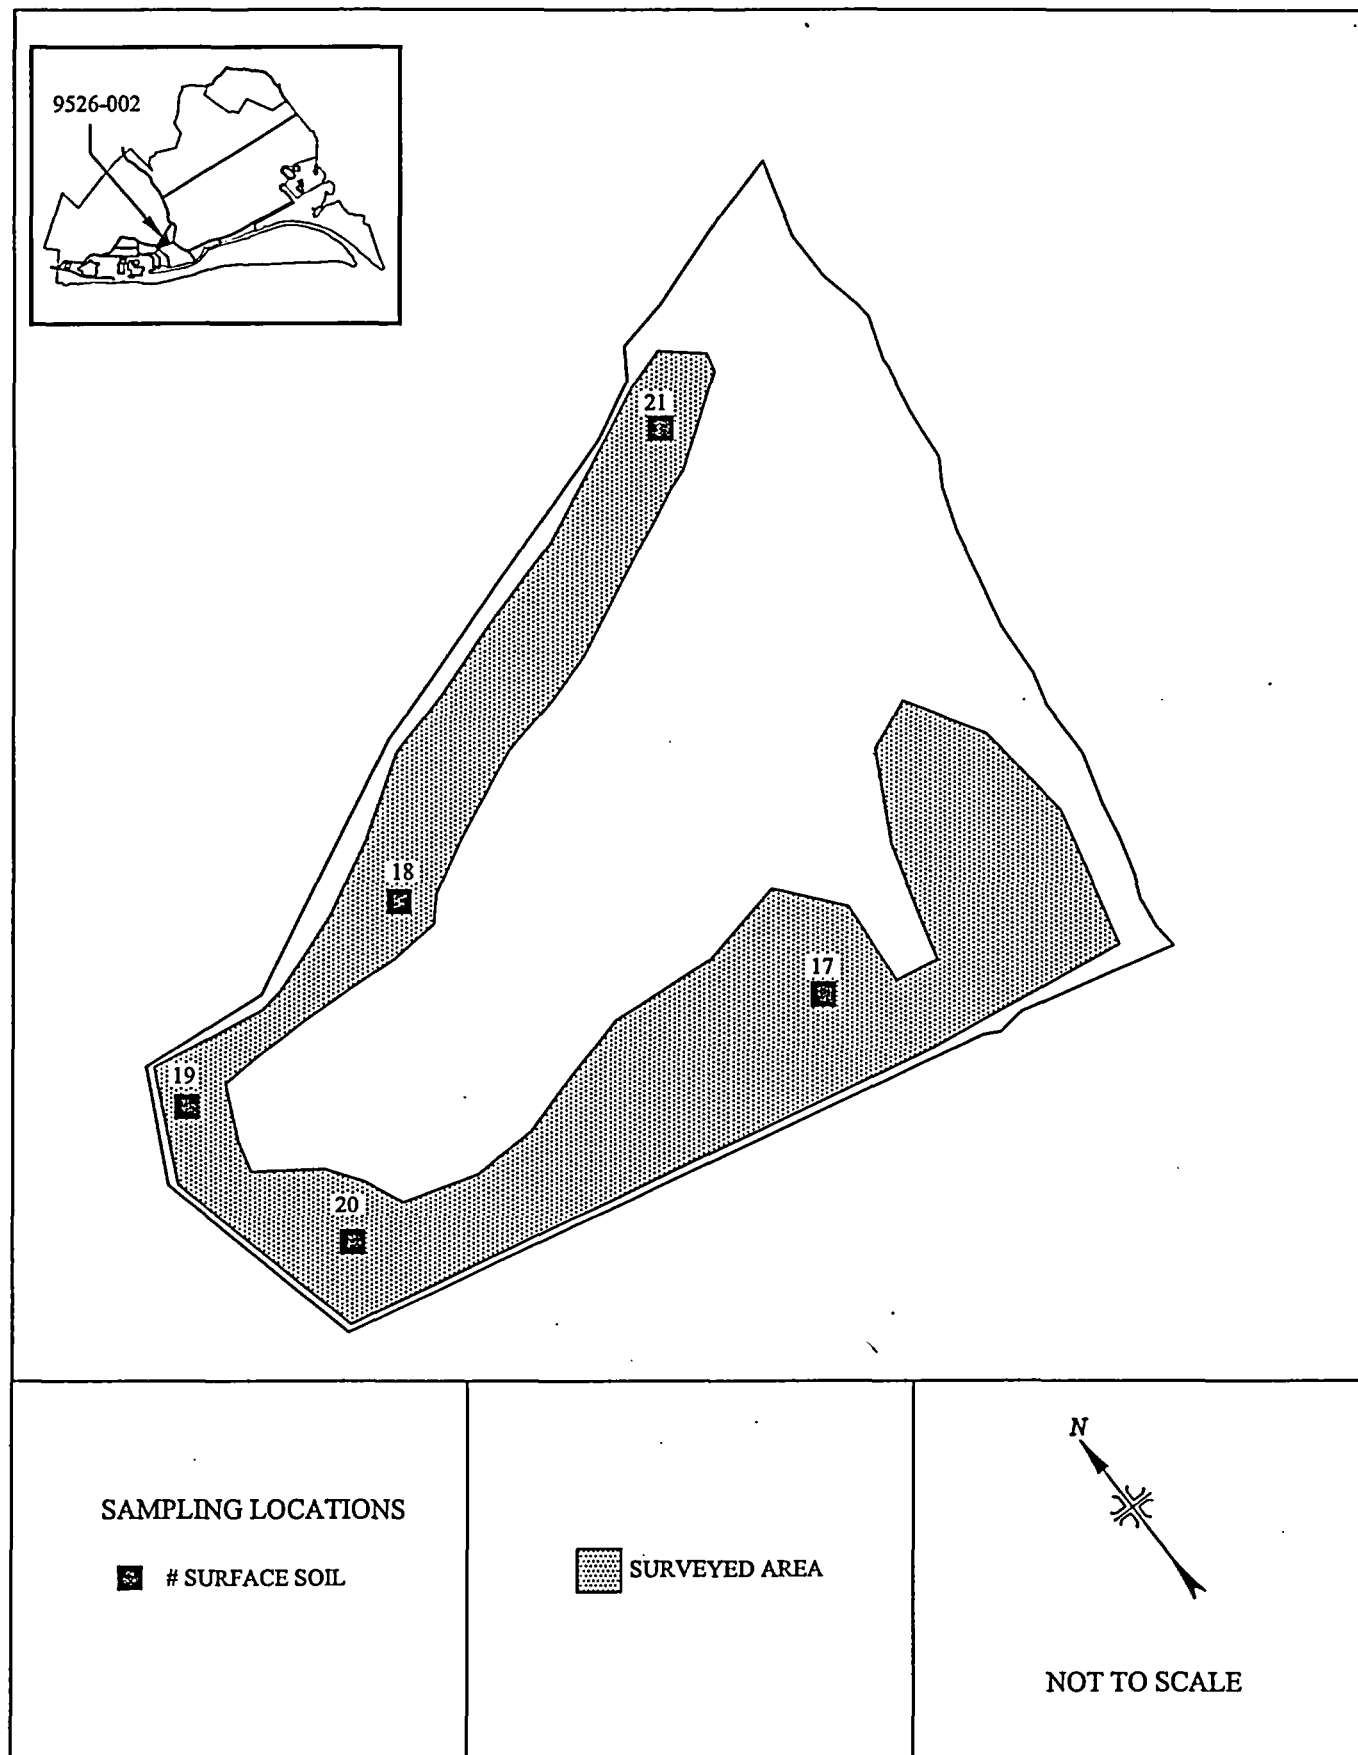 9526-002
21
18
17
19
20
SAMPLING LOCATIONS
# SURFACE SOIL
SURVEYED AREA
N
NOT TO SCALE